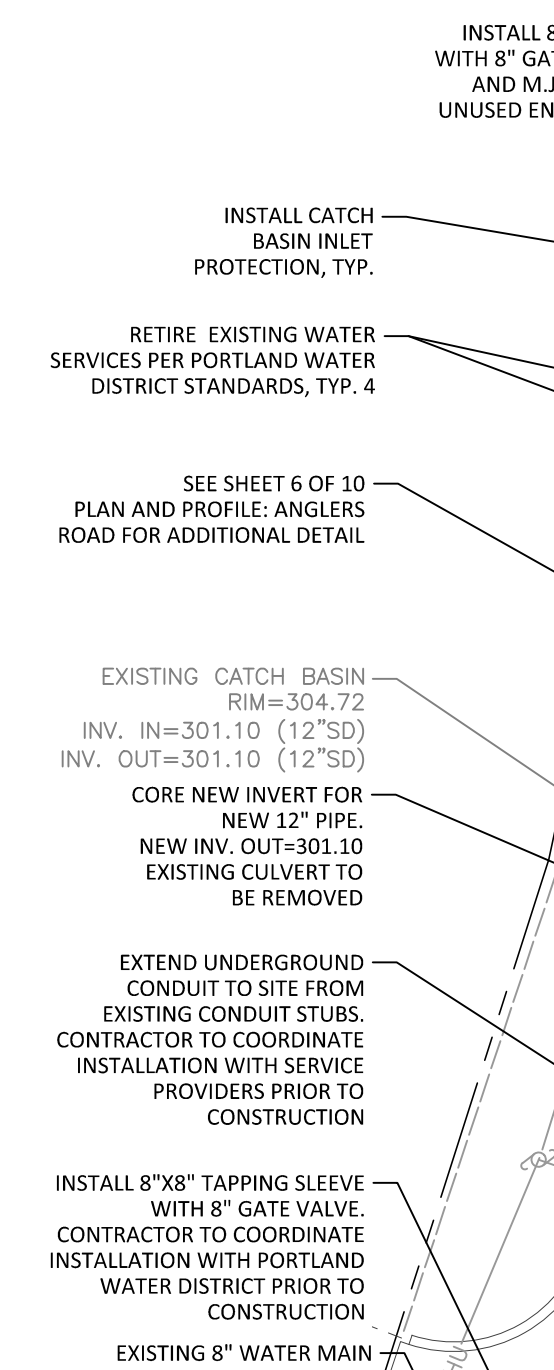 INSTALL 8
WITH 8" GAT
AND M.J
UNUSED EN
INSTALL CATCH
BASIN INLET
PROTECTION, TYP.
RETIRE EXISTING WATER
SERVICES PER PORTLAND WATER
DISTRICT STANDARDS, TYP. 4
SEE SHEET 6 OF 10
PLAN AND PROFILE: ANGLERS
ROAD FOR ADDITIONAL DETAIL
EXISTING CATCH BASIN
RIM=304.72
INV. IN=301.10 (12"SD)
INV. OUT=301.10 (12"SD)
CORE NEW INVERT FOR
NEW 12" PIPE.
NEW INV. OUT=301.10
EXISTING CULVERT TO
BE REMOVED
EXTEND UNDERGROUND
CONDUIT TO SITE FROM
EXISTING CONDUIT STUBS.
CONTRACTOR TO COORDINATE
INSTALLATION WITH SERVICE
PROVIDERS PRIOR TO
CONSTRUCTION
INSTALL 8"X8" TAPPING SLEEVE
WITH 8" GATE VALVE.
CONTRACTOR TO COORDINATE
INSTALLATION WITH PORTLAND
WATER DISTRICT PRIOR TO
CONSTRUCTION
EXISTING 8" WATER MAIN